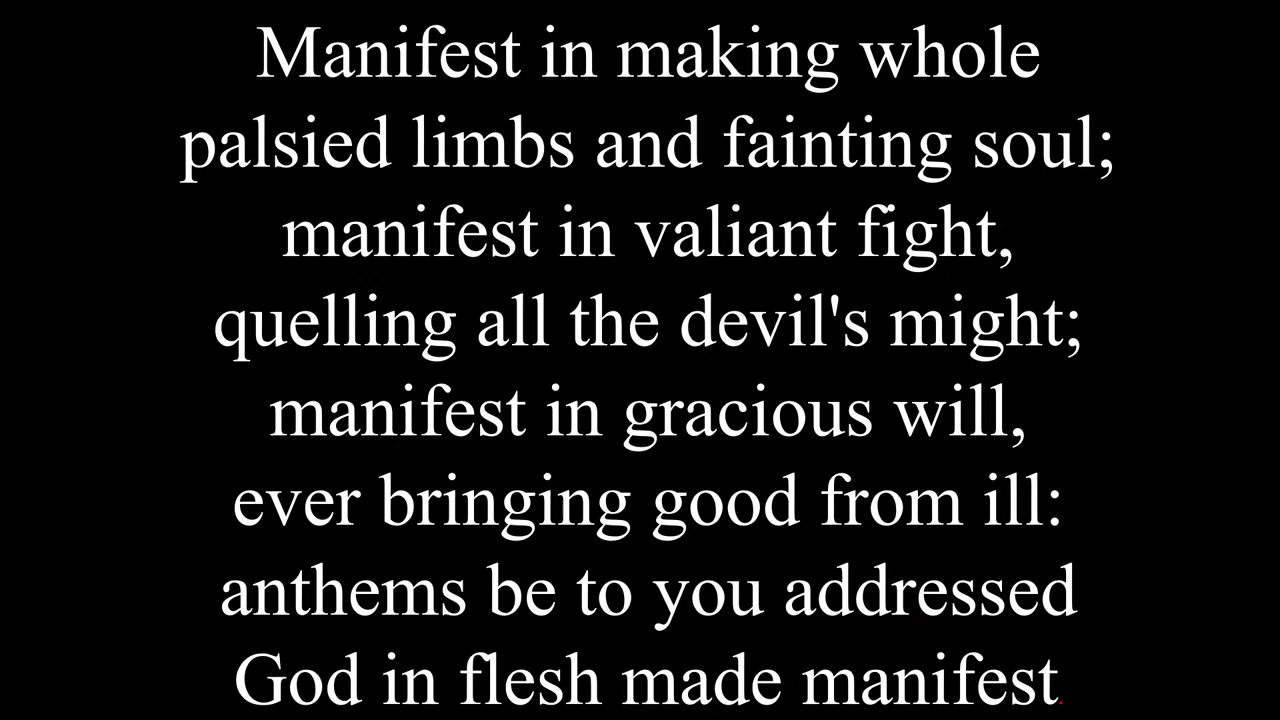 Manifest in making whole
palsied limbs and fainting soul;
manifest in valiant fight,
quelling all the devil's might;
manifest in gracious will,
ever bringing good from ill:
anthems be to you addressed
God in flesh made manifest.